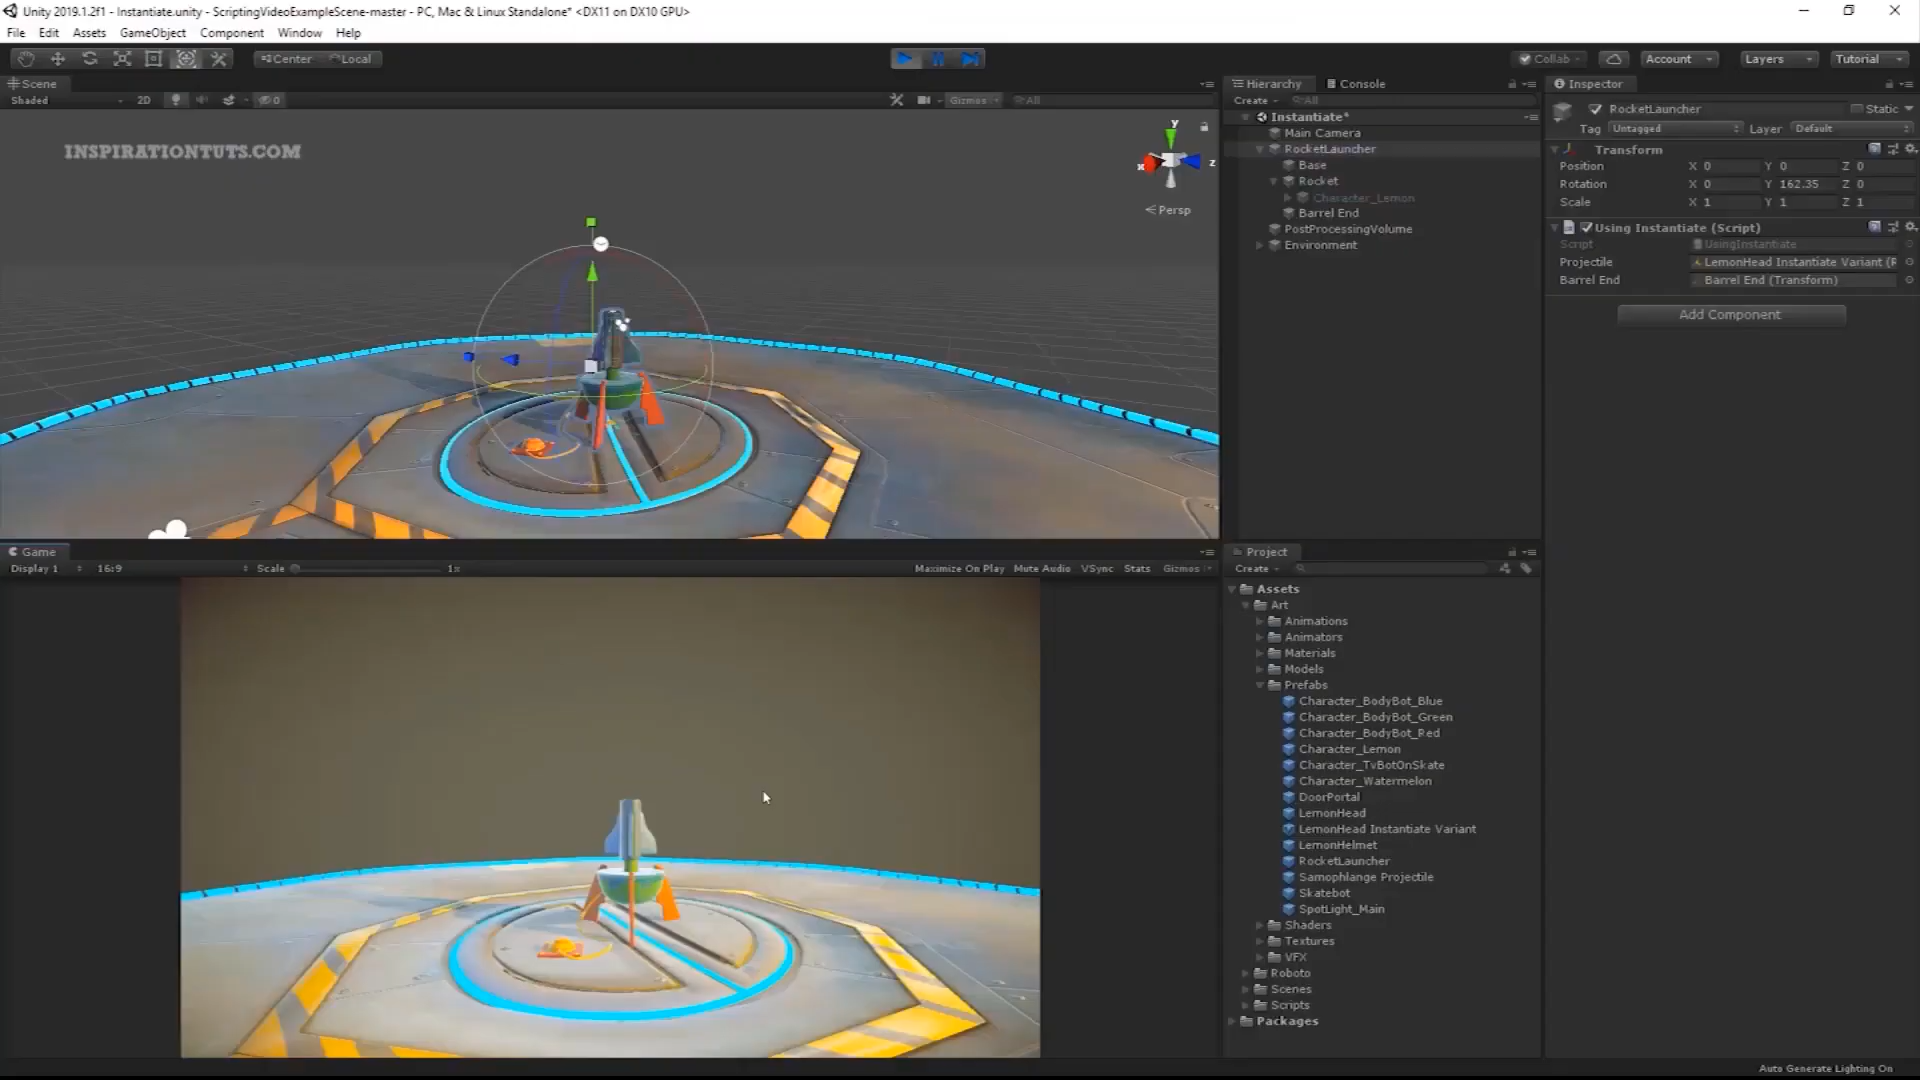 Unity 2019.1.2f1 - Instantiate.unity - ScriptingVideoExampleScene-master - PC, Mac & Linux Standalone* <DX11 on DX10 GPU>
File Edit Assets GameObject Component Window Help
Center Local
Collab Account Layers Tutorial
Scene
Shaded 2D 0 Gizmos All
INSPIRATIONTUTS.COM
y
x z
Persp
Hierarchy Console
Create All
Instantiate*
Main Camera
RocketLauncher
Base
Rocket
Character_Lemon
Barrel End
PostProcessingVolume
Environment
Inspector
RocketLauncher Static
Tag Untagged Layer Default
Transform
Position X 0 Y 0 Z 0
Rotation X 0 Y 162.35 Z 0
Scale X 1 Y 1 Z 1
Using Instantiate (Script)
Script UsingInstantiate
Projectile LemonHead Instantiate Variant (R
Barrel End Barrel End (Transform)
Add Component
Game
Display 1 16:9 Scale 1x Maximize On Play Mute Audio VSync Stats Gizmos
Project
Create
Assets
Art
Animations
Animators
Materials
Models
Prefabs
Character_BodyBot_Blue
Character_BodyBot_Green
Character_BodyBot_Red
Character_Lemon
Character_TvBotOnSkate
Character_Watermelon
DoorPortal
LemonHead
LemonHead Instantiate Variant
LemonHelmet
RocketLauncher
Samophlange Projectile
Skatebot
SpotLight_Main
Shaders
Textures
VFX
Roboto
Scenes
Scripts
Packages
Auto Generate Lighting On